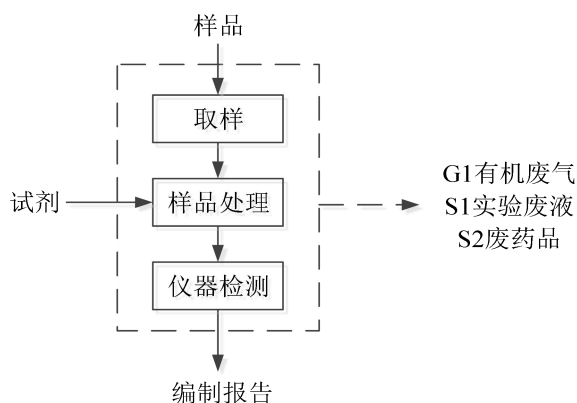 样品
取样
试剂
样品处理
G1有机废气
S1实验废液
S2废药品
仪器检测
编制报告